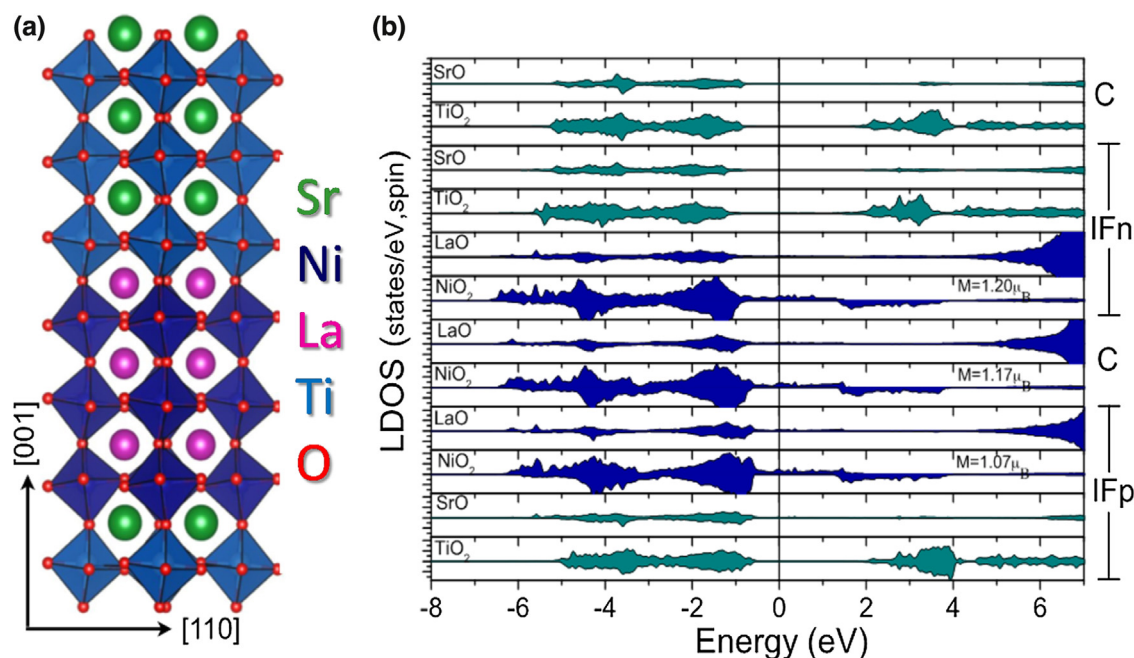 (a)
[001]
[110]
Sr
Ni
La
Ti
O
(b)
LDOS (states/eV,spin)
SrO
TiO2
SrO
TiO2
LaO
NiO2 M=1.20μB
LaO
NiO2 M=1.17μB
LaO
NiO2 M=1.07μB
SrO
TiO2
C
IFn
C
IFp
-8 -6 -4 -2 0 2 4 6
Energy (eV)